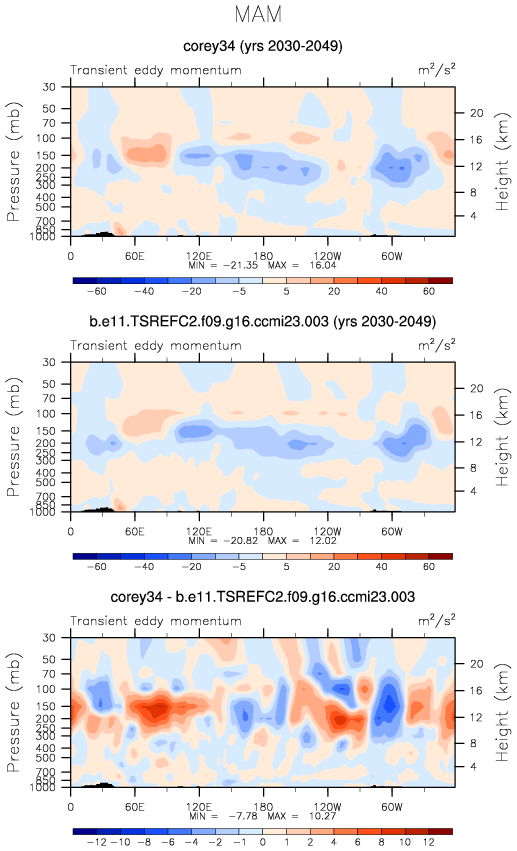 MAM
corey34 (yrs 2030-2049)
Transient eddy momentum m²/s²
Pressure (mb)
30
50
70
100
150
200
250
300
400
500
700
850
1000
20
16
12
8
4
Height (km)
0 60E 120E 180 120W 60W
MIN = -21.35 MAX = 16.04
-60 -40 -20 -5 5 20 40 60
b.e11.TSREFC2.f09.g16.ccmi23.003 (yrs 2030-2049)
Transient eddy momentum m²/s²
Pressure (mb)
30
50
70
100
150
200
250
300
400
500
700
850
1000
20
16
12
8
4
Height (km)
0 60E 120E 180 120W 60W
MIN = -20.82 MAX = 12.02
-60 -40 -20 -5 5 20 40 60
corey34 - b.e11.TSREFC2.f09.g16.ccmi23.003
Transient eddy momentum m²/s²
Pressure (mb)
30
50
70
100
150
200
250
300
400
500
700
850
1000
20
16
12
8
4
Height (km)
0 60E 120E 180 120W 60W
MIN = -7.78 MAX = 10.27
-12 -10 -8 -6 -4 -2 -1 0 1 2 4 6 8 10 12